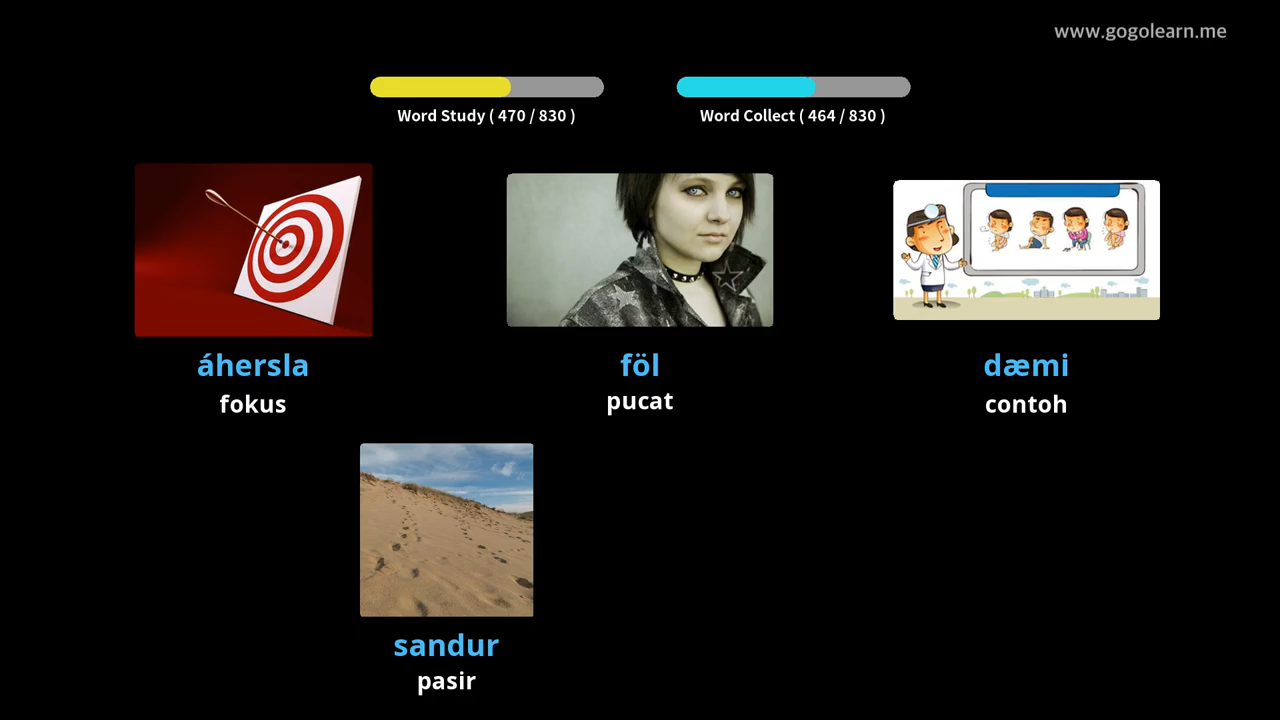 www.gogolearn.me
Word Study ( 470 / 830 )
Word Collect ( 464 / 830 )
áhersla
fokus
föl
pucat
dæmi
contoh
sandur
pasir